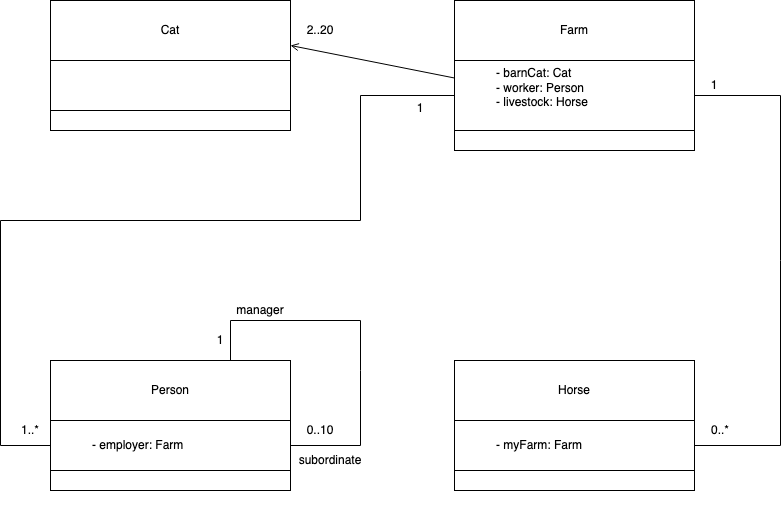 Cat
2..20
Farm
- barnCat: Cat
- worker: Person
- livestock: Horse
1
1
manager
1
Person
Horse
1..*
- employer: Farm
0..10
subordinate
- myFarm: Farm
0..*